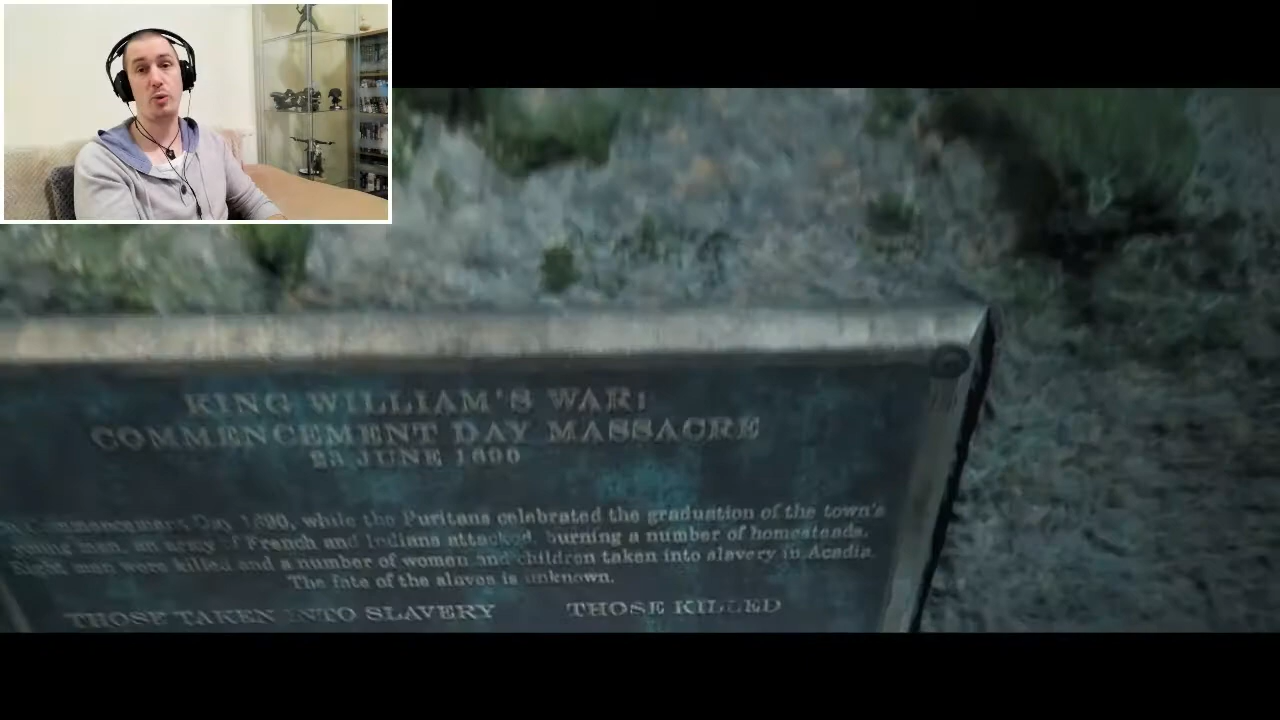 KING WILLIAM'S WAR:
COMMENCEMENT DAY MASSACRE
23 JUNE 1690
Commencement Day 1690, while the Puritans celebrated the graduation of the town's
young men, an army of French and Indians attacked, burning a number of homesteads.
Eight men were killed and a number of women and children taken into slavery in Acadia.
The fate of the slaves is unknown.
THOSE TAKEN INTO SLAVERY THOSE KILLED